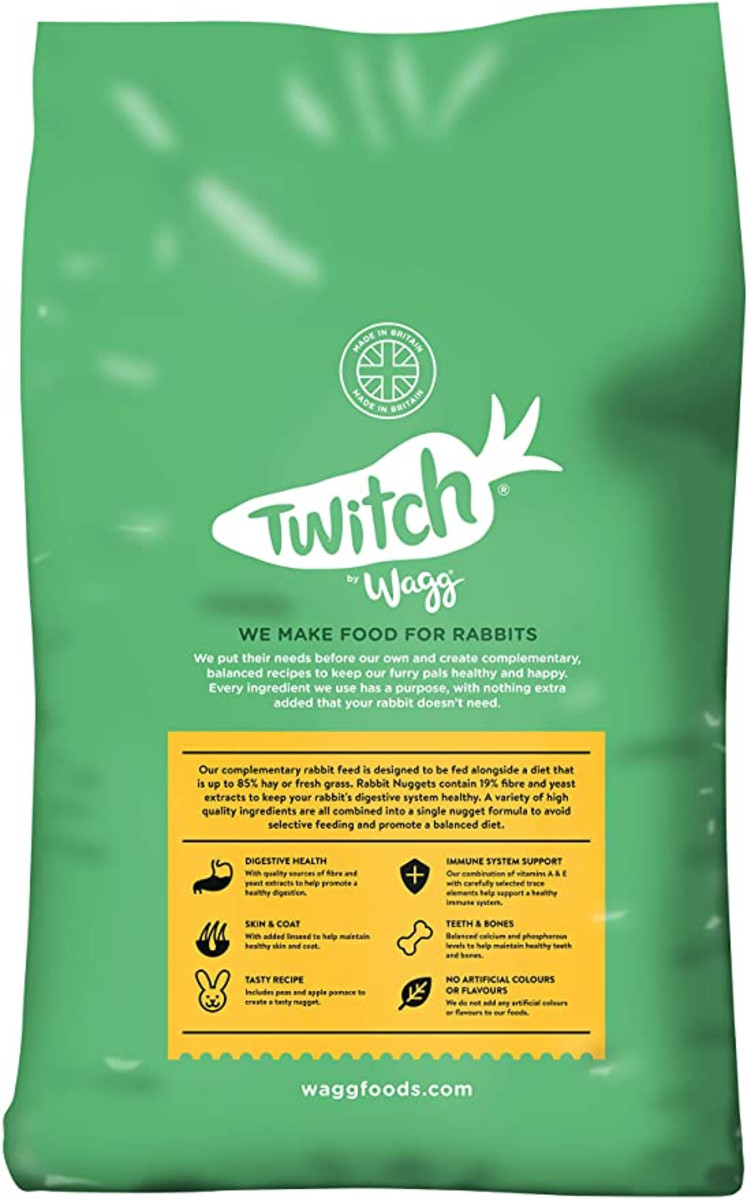 MADE IN BRITAIN
MADE IN BRITAIN
Twitch®
by Wagg®
WE MAKE FOOD FOR RABBITS
We put their needs before our own and create complementary,
balanced recipes to keep our furry pals healthy and happy.
Every ingredient we use has a purpose, with nothing extra
added that your rabbit doesn't need.
Our complementary rabbit feed is designed to be fed alongside a diet that
is up to 85% hay or fresh grass. Rabbit Nuggets contain 19% fibre and yeast
extracts to keep your rabbit's digestive system healthy. A variety of high
quality ingredients are all combined into a single nugget formula to avoid
selective feeding and promote a balanced diet.
DIGESTIVE HEALTH
With quality sources of fibre and
yeast extracts to help promote a
healthy digestion.
SKIN & COAT
With added linseed to help maintain
healthy skin and coat.
TASTY RECIPE
Includes peas and apple pomace to
create a tasty nugget.
IMMUNE SYSTEM SUPPORT
Our combination of vitamins A & E
with carefully selected trace
elements help support a healthy
immune system.
TEETH & BONES
Balanced calcium and phosphorous
levels to help maintain healthy teeth
and bones.
NO ARTIFICIAL COLOURS
OR FLAVOURS
We do not add any artificial colours
or flavours to our foods.
waggfoods.com